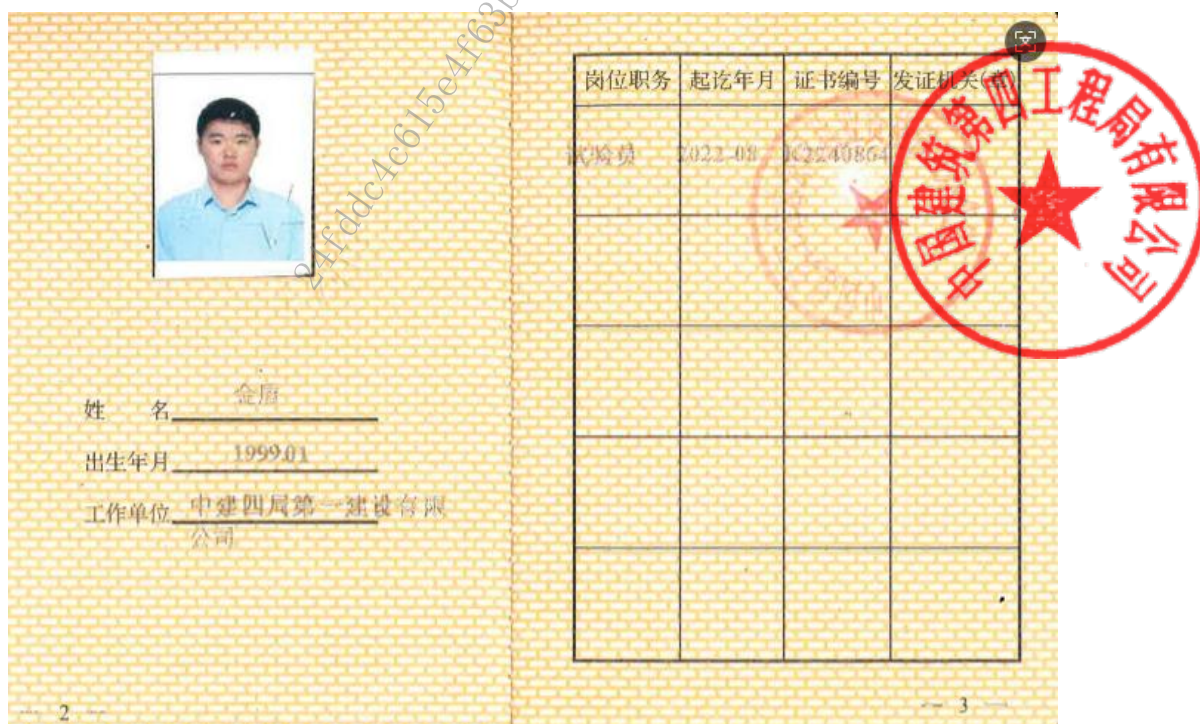 24fddc4c615e4f63b
姓 名 金盾
出生年月 1999.01
工作单位 中建四局第一建设有限
公司
2
岗位职务 起讫年月 证书编号 发证机关(章)
试验员 2022-08
中国建筑第四工程局有限公司
3